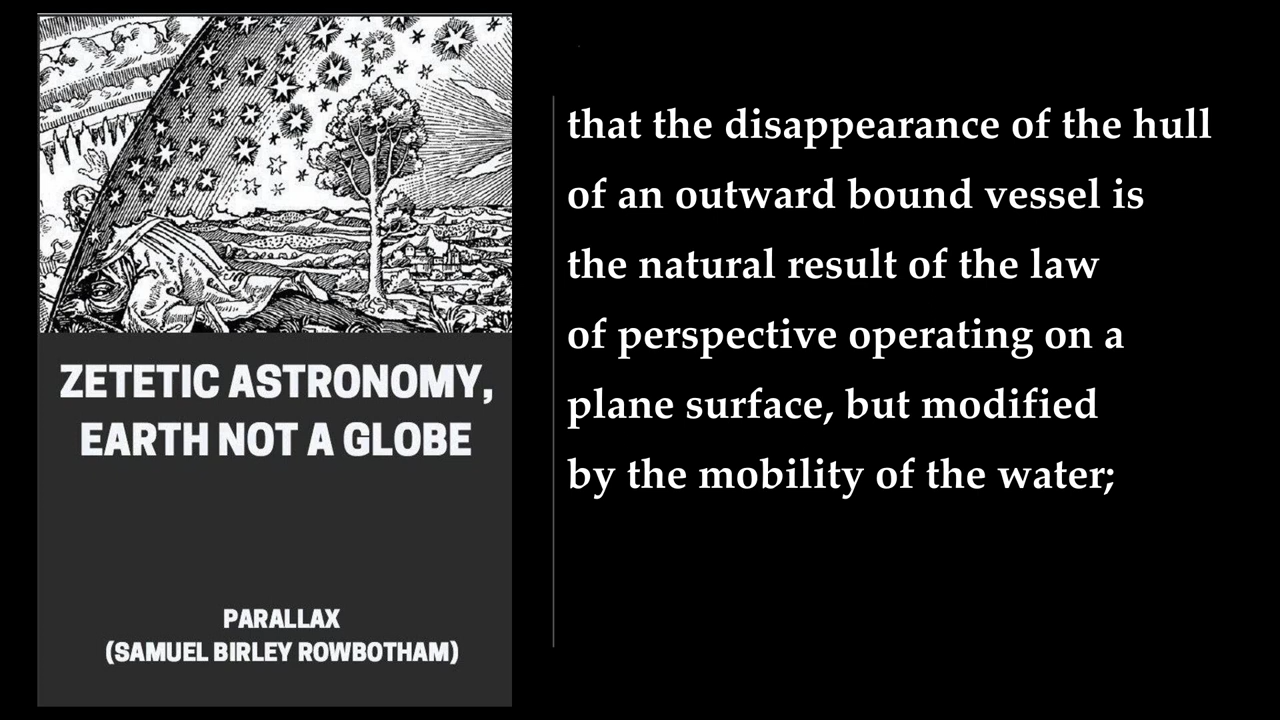 ZETETIC ASTRONOMY,
EARTH NOT A GLOBE
PARALLAX
(SAMUEL BIRLEY ROWBOTHAM)
that the disappearance of the hull
of an outward bound vessel is
the natural result of the law
of perspective operating on a
plane surface, but modified
by the mobility of the water;